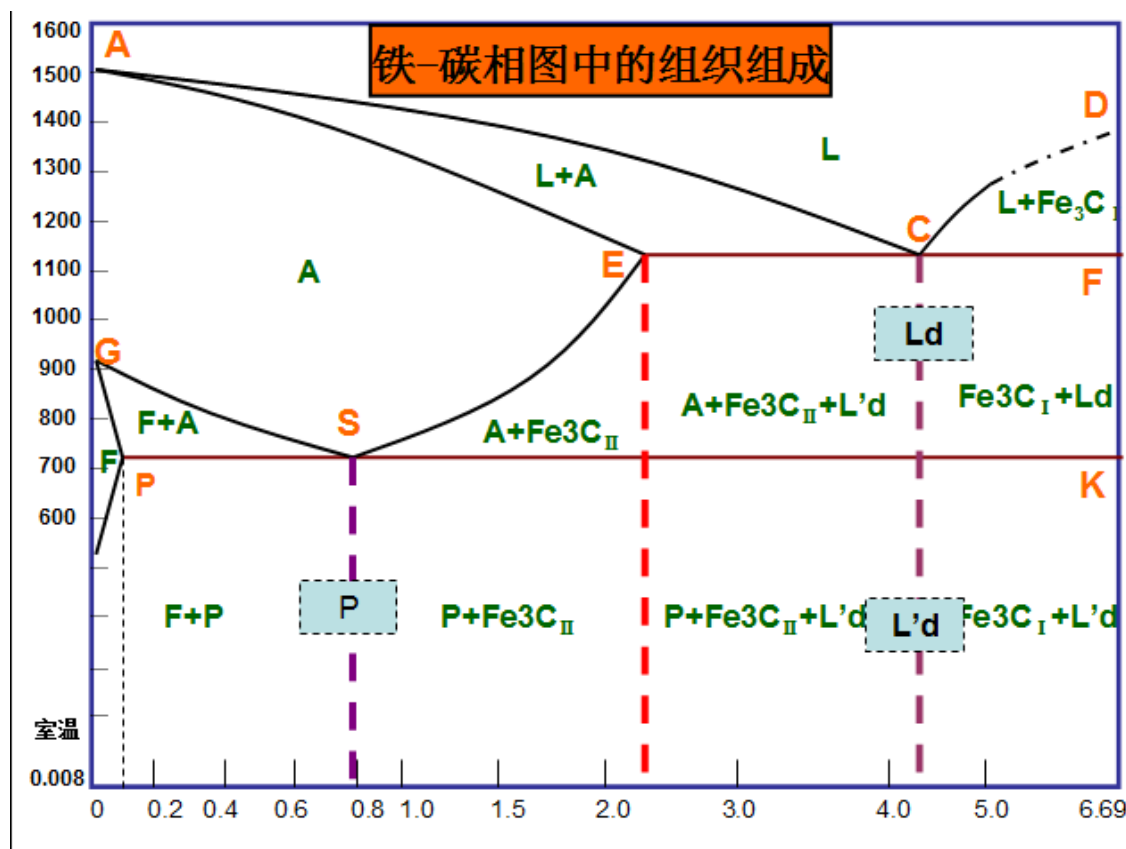 铁-碳相图中的组织组成
1600
A
1500
1400
D
L
1300
L+A
L+Fe₃C Ⅰ
1200
C
E
1100
A
F
1000
Ld
G
900
F+A
S
A+Fe3CⅡ
A+Fe3CⅡ+L'd
Fe3CⅠ+Ld
800
F
700
P
K
600
F+P
P
P+Fe3CⅡ
P+Fe3CⅡ+L'd
L'd
Fe3CⅠ+L'd
室温
0.008
0 0.2 0.4 0.6 0.8 1.0 1.5 2.0 3.0 4.0 5.0 6.69